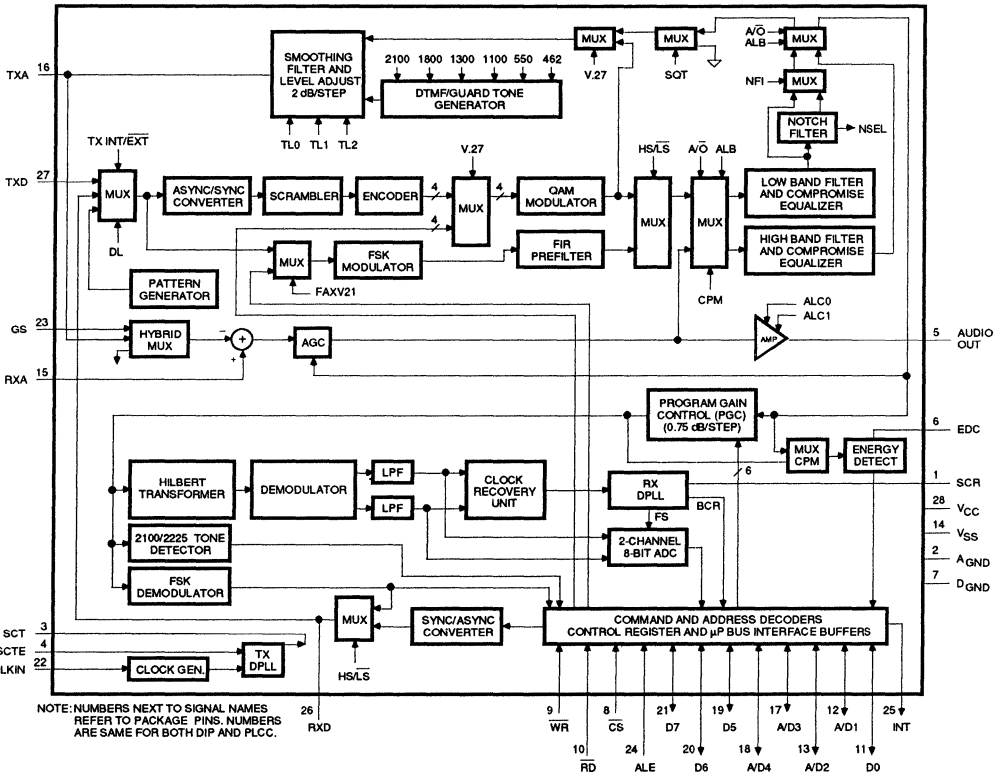 A/O̅
ALB
MUX
TXA
16
SMOOTHING
FILTER AND
LEVEL ADJUST
2 dB/STEP
MUX
V.27
MUX
SQT
2100 1800 1300 1100 550 462
DTMF/GUARD TONE
GENERATOR
NFI
MUX
NOTCH
FILTER
NSEL
TL0 TL1 TL2
TX INT/E̅X̅T̅
V.27
HS/L̅S̅
A/O̅
ALB
TXD
27
MUX
DL
ASYNC/SYNC
CONVERTER
SCRAMBLER
ENCODER
4
4
MUX
4
QAM
MODULATOR
MUX
MUX
CPM
LOW BAND FILTER
AND COMPROMISE
EQUALIZER
MUX
FAXV21
FSK
MODULATOR
FIR
PREFILTER
HIGH BAND FILTER
AND COMPROMISE
EQUALIZER
PATTERN
GENERATOR
GS
23
HYBRID
MUX
−
+
+
AGC
ALC0
ALC1
AMP
5
AUDIO
OUT
RXA
15
PROGRAM GAIN
CONTROL (PGC)
(0.75 dB/STEP)
6
MUX
CPM
ENERGY
DETECT
6
EDC
HILBERT
TRANSFORMER
DEMODULATOR
LPF
LPF
CLOCK
RECOVERY
UNIT
RX
DPLL
BCR
FS
1
SCR
28
VCC
14
VSS
2
AGND
7
DGND
2100/2225 TONE
DETECTOR
2-CHANNEL
8-BIT ADC
FSK
DEMODULATOR
MUX
HS/L̅S̅
SYNC/ASYNC
CONVERTER
COMMAND AND ADDRESS DECODERS
CONTROL REGISTER AND µP BUS INTERFACE BUFFERS
SCT
3
SCTE
4
LKIN
22
CLOCK GEN.
TX
DPLL
NOTE: NUMBERS NEXT TO SIGNAL NAMES
REFER TO PACKAGE PINS. NUMBERS
ARE SAME FOR BOTH DIP AND PLCC.
26
RXD
9
W̅R̅
10
R̅D̅
8
C̅S̅
24
ALE
21
D7
20
D6
19
D5
18
A/D4
17
A/D3
13
A/D2
12
A/D1
11
D0
25
INT